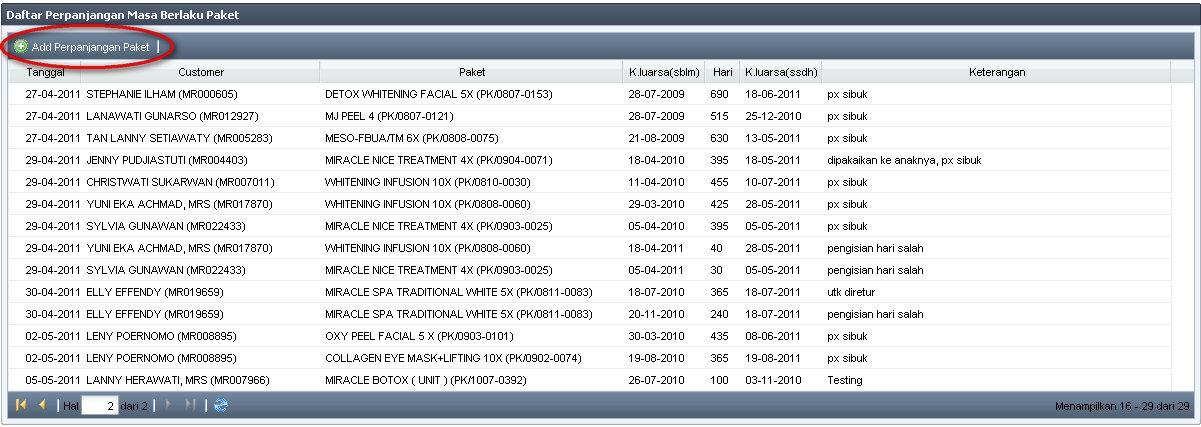 Daftar Perpanjangan Masa Berlaku Paket
Add Perpanjangan Paket
Tanggal Customer Paket K.luarsa(sblm) Hari K.luarsa(ssdh) Keterangan
27-04-2011 STEPHANIE ILHAM (MR000605) DETOX WHITENING FACIAL 5X (PK/0807-0153) 28-07-2009 690 18-06-2011 px sibuk
27-04-2011 LANAWATI GUNARSO (MR012927) MJ PEEL 4 (PK/0807-0121) 28-07-2009 515 25-12-2010 px sibuk
27-04-2011 TAN LANNY SETIAWATY (MR005283) MESO-FBUA/TM 6X (PK/0808-0075) 21-08-2009 630 13-05-2011 px sibuk
29-04-2011 JENNY PUDJIASTUTI (MR004403) MIRACLE NICE TREATMENT 4X (PK/0904-0071) 18-04-2010 395 18-05-2011 dipakaikan ke anaknya, px sibuk
29-04-2011 CHRISTWATI SUKARWAN (MR007011) WHITENING INFUSION 10X (PK/0810-0030) 11-04-2010 455 10-07-2011 px sibuk
29-04-2011 YUNI EKA ACHMAD, MRS (MR017870) WHITENING INFUSION 10X (PK/0808-0060) 29-03-2010 425 28-05-2011 px sibuk
29-04-2011 SYLVIA GUNAWAN (MR022433) MIRACLE NICE TREATMENT 4X (PK/0903-0025) 05-04-2010 395 05-05-2011 px sibuk
29-04-2011 YUNI EKA ACHMAD, MRS (MR017870) WHITENING INFUSION 10X (PK/0808-0060) 18-04-2011 40 28-05-2011 pengisian hari salah
29-04-2011 SYLVIA GUNAWAN (MR022433) MIRACLE NICE TREATMENT 4X (PK/0903-0025) 05-04-2011 30 05-05-2011 pengisian hari salah
30-04-2011 ELLY EFFENDY (MR019659) MIRACLE SPA TRADITIONAL WHITE 5X (PK/0811-0083) 18-07-2010 365 18-07-2011 utk diretur
30-04-2011 ELLY EFFENDY (MR019659) MIRACLE SPA TRADITIONAL WHITE 5X (PK/0811-0083) 20-11-2010 240 18-07-2011 pengisian hari salah
02-05-2011 LENY POERNOMO (MR008895) OXY PEEL FACIAL 5 X (PK/0903-0101) 30-03-2010 435 08-06-2011 px sibuk
02-05-2011 LENY POERNOMO (MR008895) COLLAGEN EYE MASK+LIFTING 10X (PK/0902-0074) 19-08-2010 365 19-08-2011 px sibuk
05-05-2011 LANNY HERAWATI, MRS (MR007966) MIRACLE BOTOX ( UNIT ) (PK/1007-0392) 26-07-2010 100 03-11-2010 Testing
Hal 2 dari 2 Menampilkan 16 - 29 dari 29